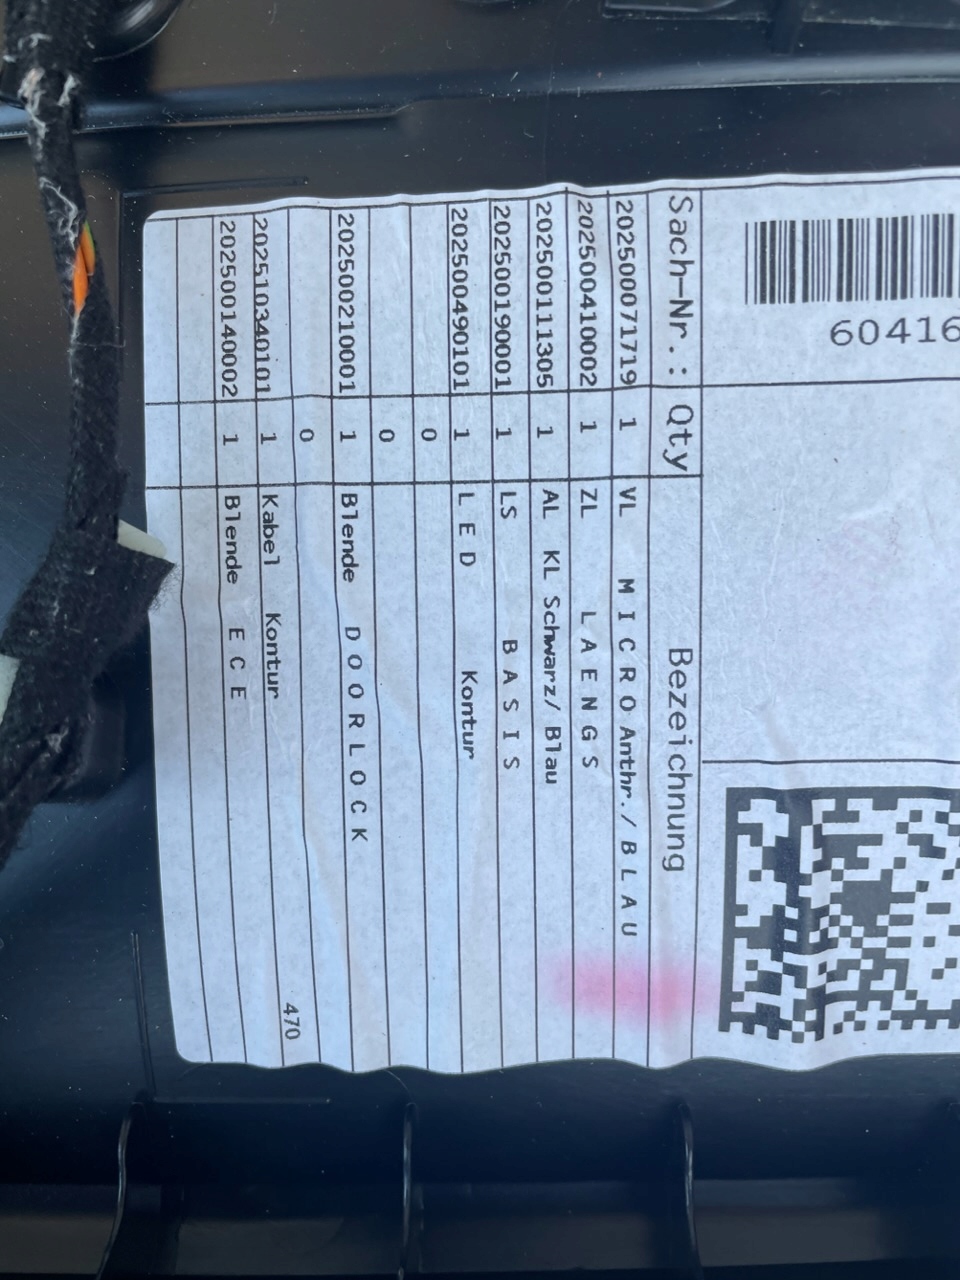 60416
Sach-Nr.: Qty Bezeichnung
202500071719 1 VL MICRO Anthr./BLAU
202500410002 1 ZL LAENGS
202500111305 1 AL KL Schwarz/ Blau
202500190001 1 LS BASIS
202500490101 1 LED Kontur
0
0
202500210001 1 Blende DOORLOCK
0
202510340101 1 Kabel Kontur 470
202500140002 1 Blende ECE